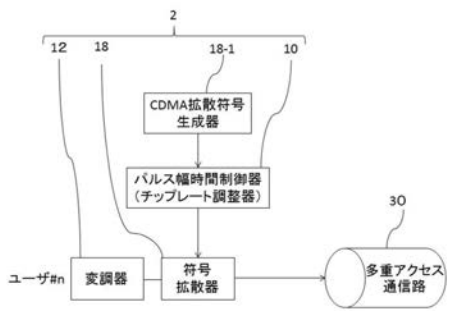 2
12 18 18-1 10
CDMA拡散符号
生成器
パルス幅時間制御器
（チップレート調整器）
30
ユーザ#n
変調器
符号
拡散器
多重アクセス
通信路